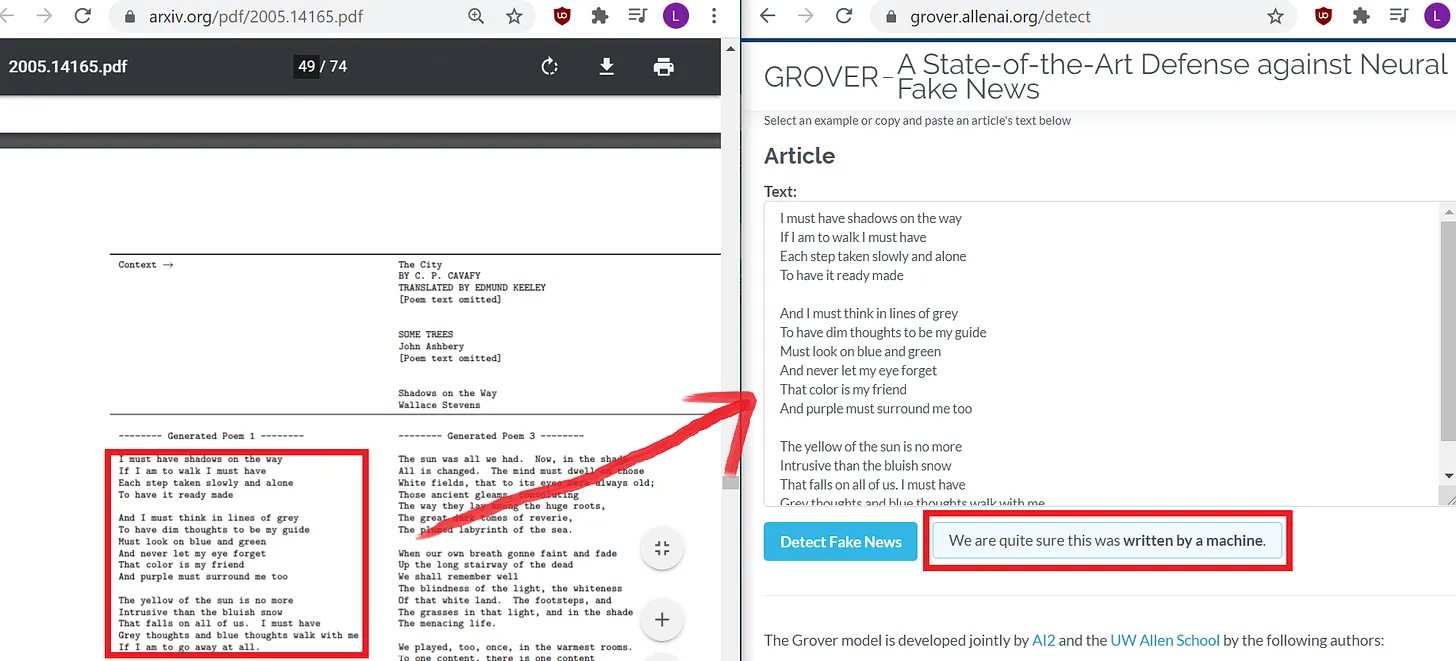 arxiv.org/pdf/2005.14165.pdf
L
2005.14165.pdf
49 / 74
Context →
The City
BY C. P. CAVAFY
TRANSLATED BY EDMUND KEELEY
[Poem text omitted]
SOME TREES
John Ashbery
[Poem text omitted]
Shadows on the Way
Wallace Stevens
-------- Generated Poem 1 --------
I must have shadows on the way
If I am to walk I must have
Each step taken slowly and alone
To have it ready made
And I must think in lines of grey
To have dim thoughts to be my guide
Must look on blue and green
And never let my eye forget
That color is my friend
And purple must surround me too
The yellow of the sun is no more
Intrusive than the bluish snow
That falls on all of us. I must have
Grey thoughts and blue thoughts walk with me
If I am to go away at all.
-------- Generated Poem 3 --------
The sun was all we had. Now, in the shade
All is changed. The mind must dwell on those
White fields, that to its eyes were always old;
Those ancient gleams, convoluting
The way they lay among the huge roots,
The great dark tomes of reverie,
The plumed labyrinth of the sea.
When our own breath gonne faint and fade
Up the long stairway of the dead
We shall remember well
The blindness of the light, the whiteness
Of that white land. The footsteps, and
The grasses in that light, and in the shade
The menacing life.
We played, too, once, in the warmest rooms.
To one content, there is one content
grover.allenai.org/detect
L
GROVER - A State-of-the-Art Defense against Neural
Fake News
Select an example or copy and paste an article's text below
Article
Text:
I must have shadows on the way
If I am to walk I must have
Each step taken slowly and alone
To have it ready made
And I must think in lines of grey
To have dim thoughts to be my guide
Must look on blue and green
And never let my eye forget
That color is my friend
And purple must surround me too
The yellow of the sun is no more
Intrusive than the bluish snow
That falls on all of us. I must have
Grey thoughts and blue thoughts walk with me
Detect Fake News
We are quite sure this was written by a machine.
The Grover model is developed jointly by AI2 and the UW Allen School by the following authors: